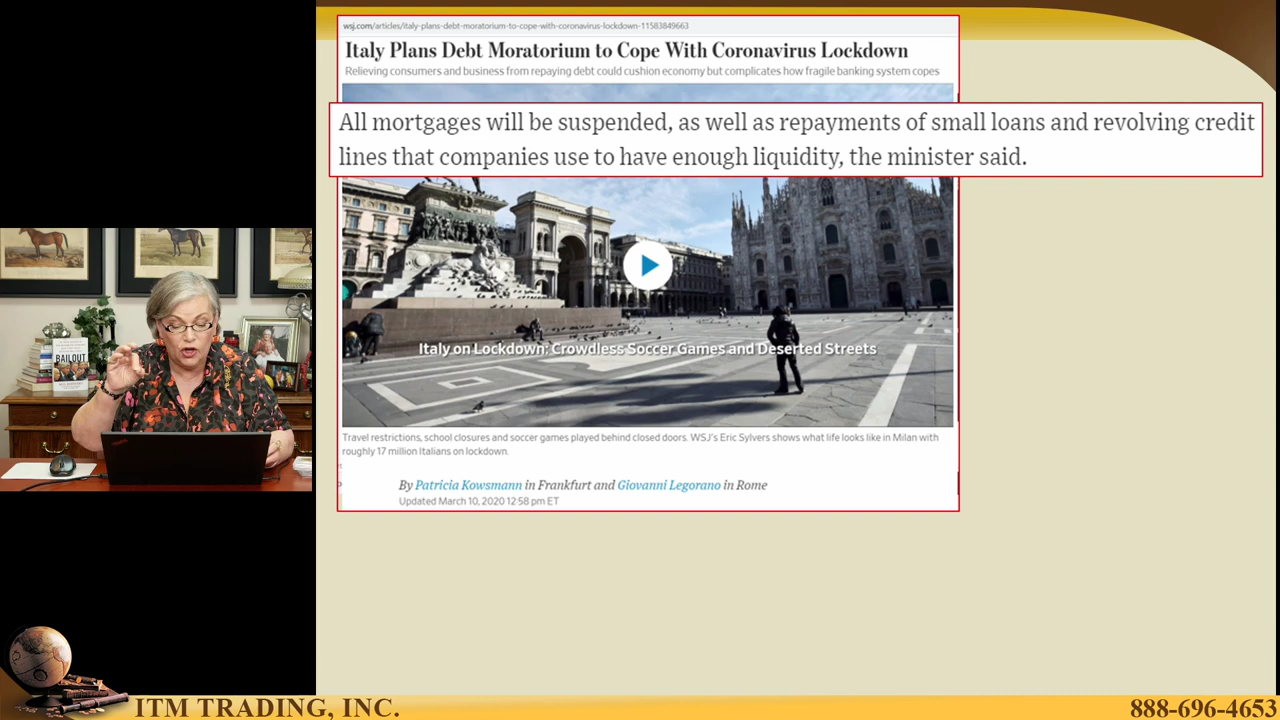 wsj.com/articles/italy-plans-debt-moratorium-to-cope-with-coronavirus-lockdown-11583849663
Italy Plans Debt Moratorium to Cope With Coronavirus Lockdown
Relieving consumers and business from repaying debt could cushion economy but complicates how fragile banking system copes
All mortgages will be suspended, as well as repayments of small loans and revolving credit
lines that companies use to have enough liquidity, the minister said.
Italy on Lockdown: Crowdless Soccer Games and Deserted Streets
Travel restrictions, school closures and soccer games played behind closed doors. WSJ's Eric Sylvers shows what life looks like in Milan with
roughly 17 million Italians on lockdown.
By Patricia Kowsmann in Frankfurt and Giovanni Legorano in Rome
Updated March 10, 2020 12:58 pm ET
BAILOUT
ITM TRADING, INC.
888-696-4653